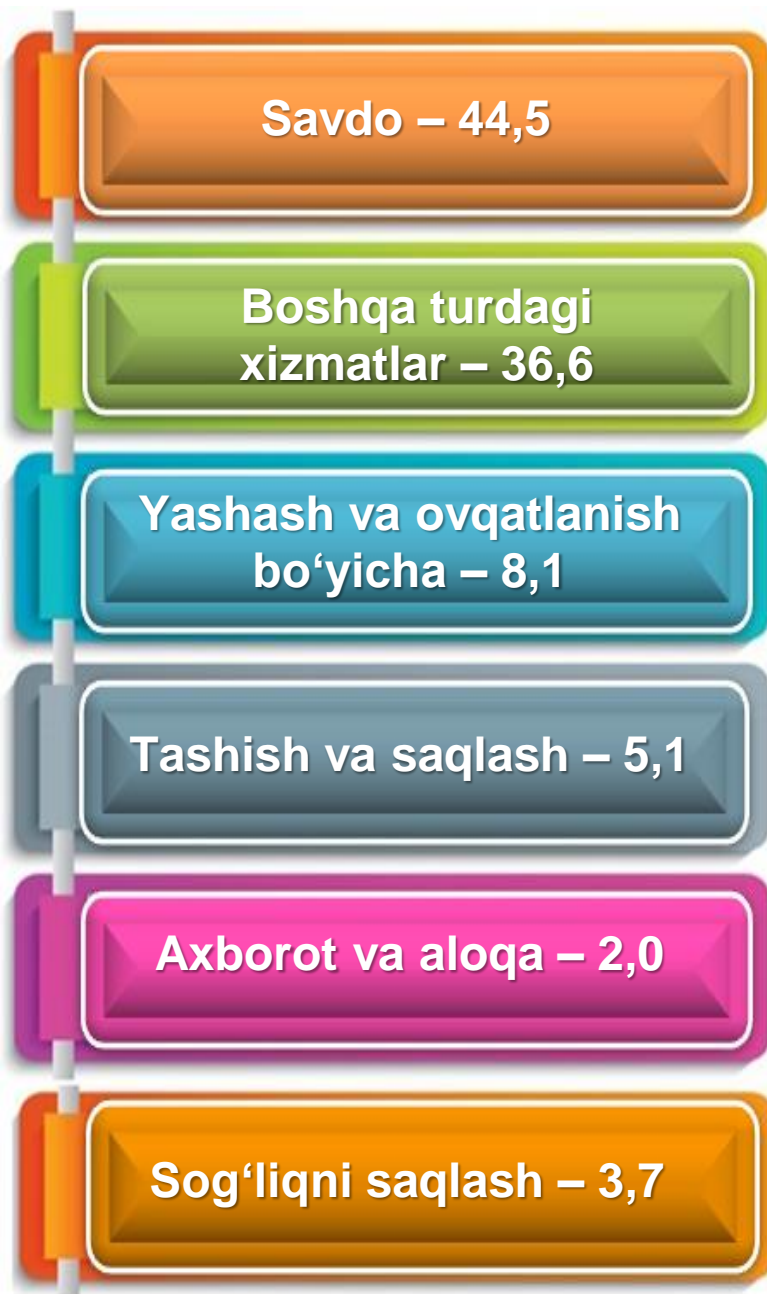 Savdo – 44,5
Boshqa turdagi
xizmatlar – 36,6
Yashash va ovqatlanish
bo‘yicha – 8,1
Tashish va saqlash – 5,1
Axborot va aloqa – 2,0
Sog‘liqni saqlash – 3,7